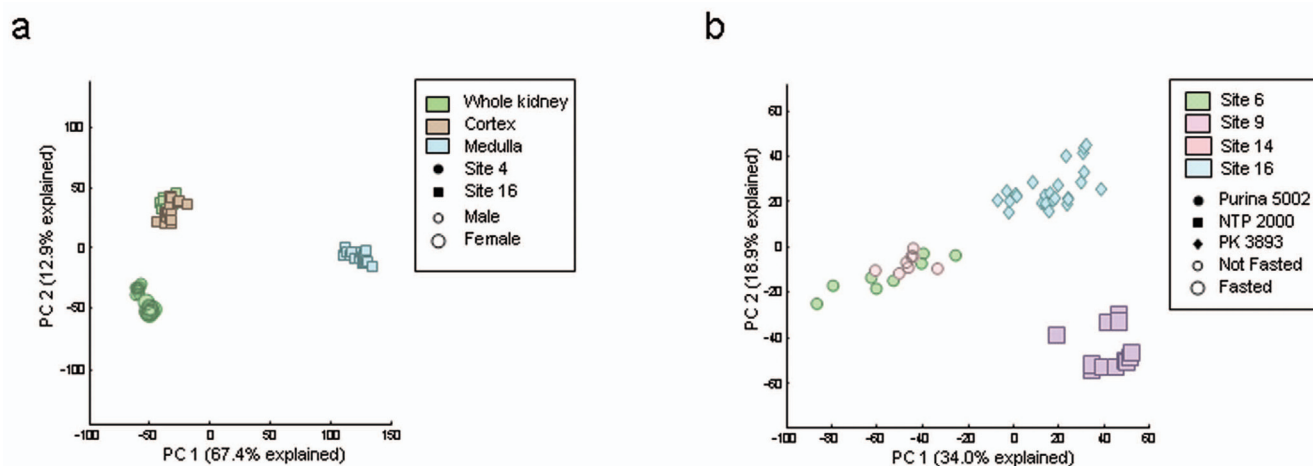 a
100
50
0
-50
-100
-100
-50
0
50
100
150
PC 2 (12.9% explained)
PC 1 (67.4% explained)
Whole kidney
Cortex
Medulla
Site 4
Site 16
Male
Female
b
60
40
20
0
-20
-40
-60
-100
-80
-60
-40
-20
0
20
40
60
PC 2 (18.9% explained)
PC 1 (34.0% explained)
Site 6
Site 9
Site 14
Site 16
Purina 5002
NTP 2000
PK 3893
Not Fasted
Fasted